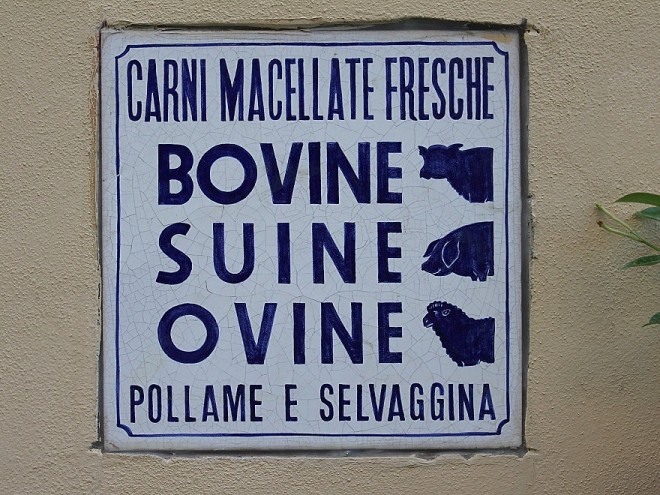 CARNI MACELLATE FRESCHE
BOVINE
SUINE
OVINE
POLLAME E SELVAGGINA